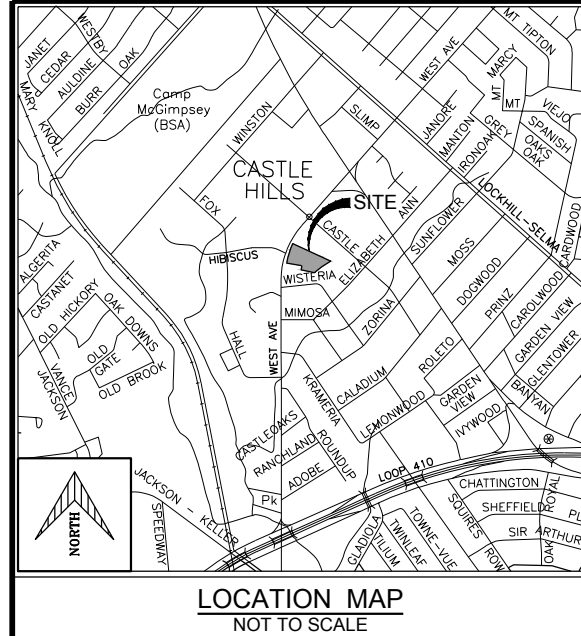 JANET
CEDAR
WESTBY
AULDINE
OAK
BURR
MARY KNOLL
Camp
McGimpsey
(BSA)
WINSTON
SLIMP
WEST AVE
MT TIPTON
MARCY
MT
MT
VIEJO
JANORE
MANTON
GREY
IRONOAK
SPANISH
OAKS
OAK
CARDWOOD
LOCKHILL-SELMA
CASTLE
HILLS
FOX
SITE
CASTLE
ANN
ELIZABETH
SUNFLOWER
HIBISCUS
WISTERIA
MIMOSA
ZORINA
MOSS
DOGWOOD
PRINZ
CAROLWOOD
GARDEN VIEW
GLENTOWER
BANYAN
ALGERITA
CASTANET
OLD HICKORY
OAK DOWNS
OLD
GATE
OLD BROOK
VANCE
JACKSON
HALL
WEST AVE
KRAMERIA
CALADIUM
ROLETO
LEMONWOOD
GARDEN
VIEW
IVYWOOD
CASTLEOAKS
RANCHLAND
ROUNDUP
ADOBE
LOOP 410
Pk
JACKSON - KELLER
SPEEDWAY
GLADIOLA
LILIUM
TWINLEAF
TOWNE-VUE
SQUIRES ROW
CHATTINGTON
SHEFFIELD
SIR ARTHUR
PL
OAK
ROYAL
NORTH
LOCATION MAP
NOT TO SCALE